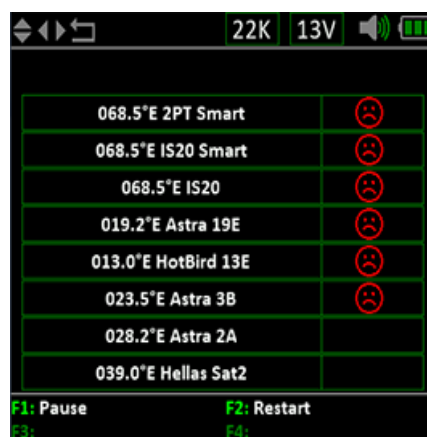 22K 13V
068.5°E 2PT Smart
068.5°E IS20 Smart
068.5°E IS20
019.2°E Astra 19E
013.0°E HotBird 13E
023.5°E Astra 3B
028.2°E Astra 2A
039.0°E Hellas Sat2
F1: Pause F2: Restart
F3: F4: